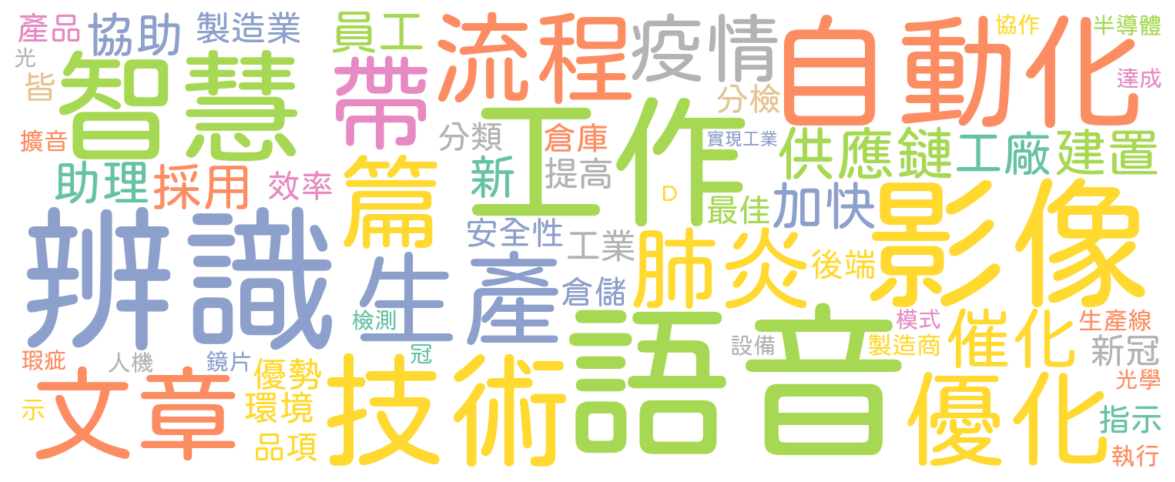 產品
協助
製造業
員工
流程
疫情
自動化
協作
半導體
光
皆
智慧
帶
分檢
達成
擴音
分類
倉庫
工作
實現工業
供應鏈
工廠
建置
助理
採用
效率
篇
新
提高
D
最佳
加快
影像
辨識
安全性
工業
肺炎
後端
生產
倉儲
檢測
語音
設備
模式
製造商
催化
生產線
新冠
瑕疵
人機
鏡片
冠
優勢
技術
優化
光學
文章
示
環境
品項
指示
執行